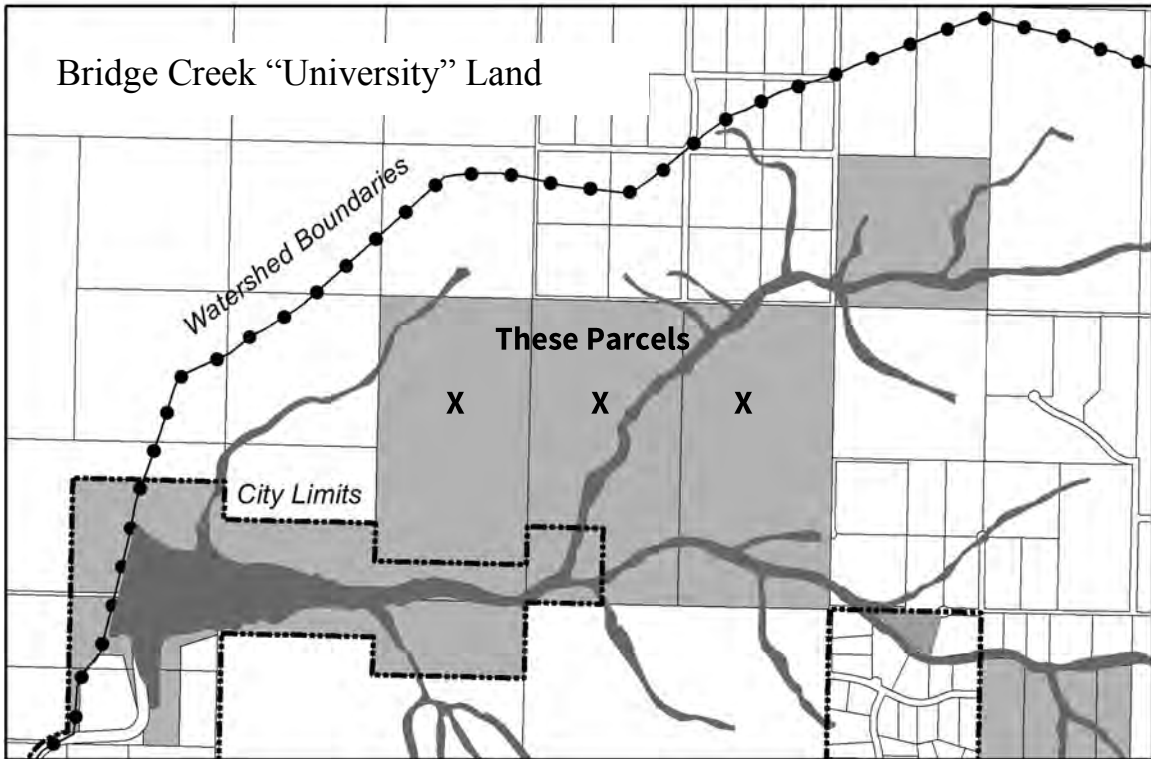 Bridge Creek “University” Land
Watershed Boundaries
These Parcels
X X X
City Limits